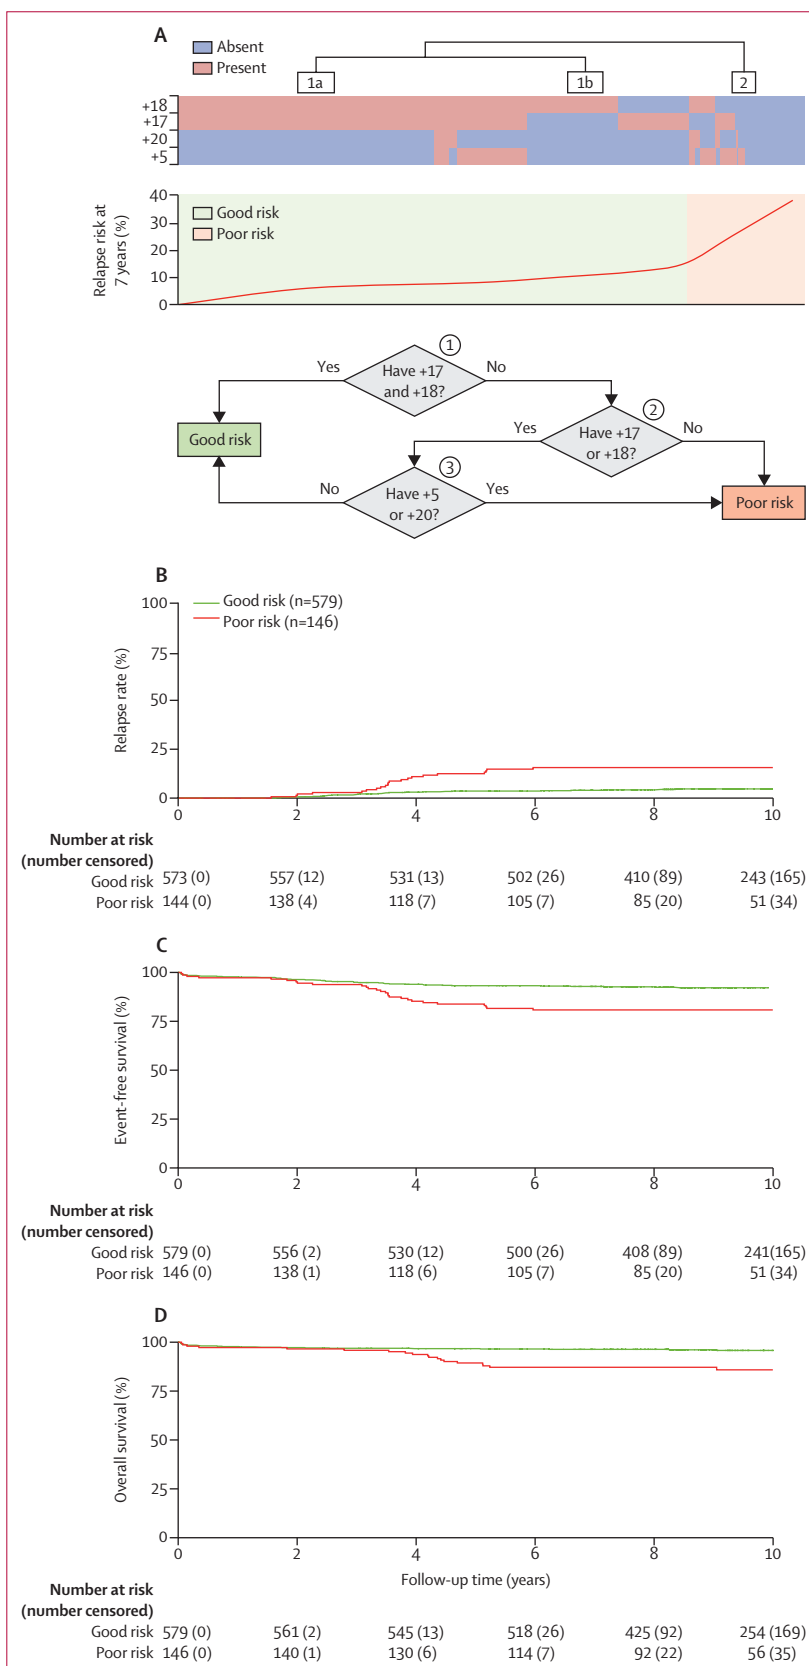 A
Absent
Present
1a
1b
2
+18
+17
+20
+5
Relapse risk at
7 years (%)
40
30
20
10
0
Good risk
Poor risk
1
Yes
Have +17
and +18?
No
2
Good risk
Yes
Have +17
or +18?
No
3
No
Have +5
or +20?
Yes
Poor risk
B
Relapse rate (%)
100
75
50
25
0
Good risk (n=579)
Poor risk (n=146)
0 2 4 6 8 10
Number at risk
(number censored)
Good risk 573 (0) 557 (12) 531 (13) 502 (26) 410 (89) 243 (165)
Poor risk 144 (0) 138 (4) 118 (7) 105 (7) 85 (20) 51 (34)
C
Event-free survival (%)
100
75
50
25
0
0 2 4 6 8 10
Number at risk
(number censored)
Good risk 579 (0) 556 (2) 530 (12) 500 (26) 408 (89) 241(165)
Poor risk 146 (0) 138 (1) 118 (6) 105 (7) 85 (20) 51 (34)
D
Overall survival (%)
100
75
50
25
0
0 2 4 6 8 10
Follow-up time (years)
Number at risk
(number censored)
Good risk 579 (0) 561 (2) 545 (13) 518 (26) 425 (92) 254 (169)
Poor risk 146 (0) 140 (1) 130 (6) 114 (7) 92 (22) 56 (35)